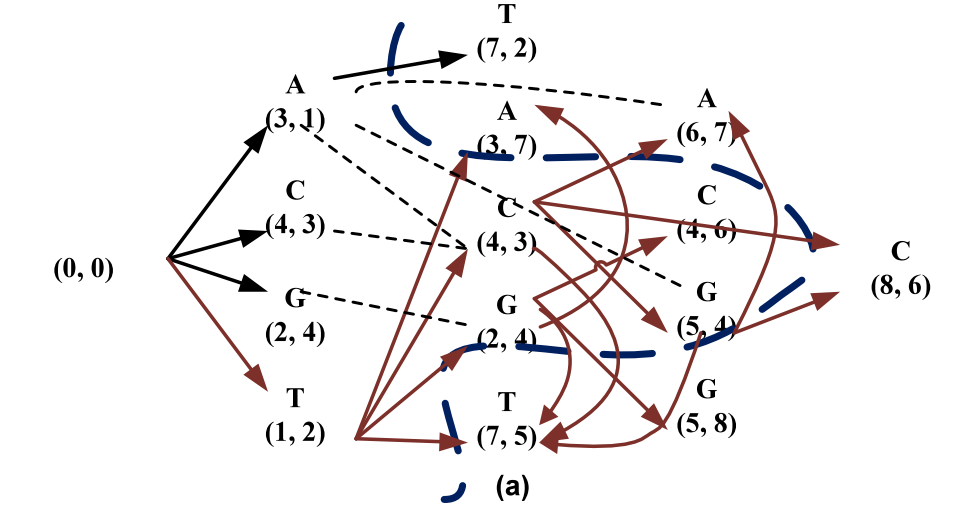 (0, 0)
A
(3, 1)
C
(4, 3)
G
(2, 4)
T
(1, 2)
T
(7, 2)
A
(3, 7)
C
(4, 3)
G
(2, 4)
T
(7, 5)
A
(6, 7)
C
(4, 6)
G
(5, 4)
G
(5, 8)
C
(8, 6)
(a)